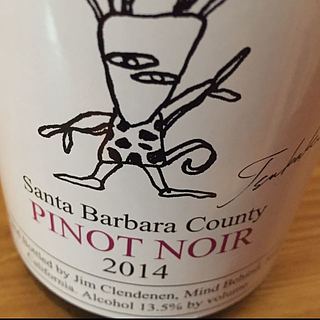 Santa Barbara County
PINOT NOIR
2014
Bottled by Jim Clendenen, Mind Behind
California. Alcohol 13.5% by volume